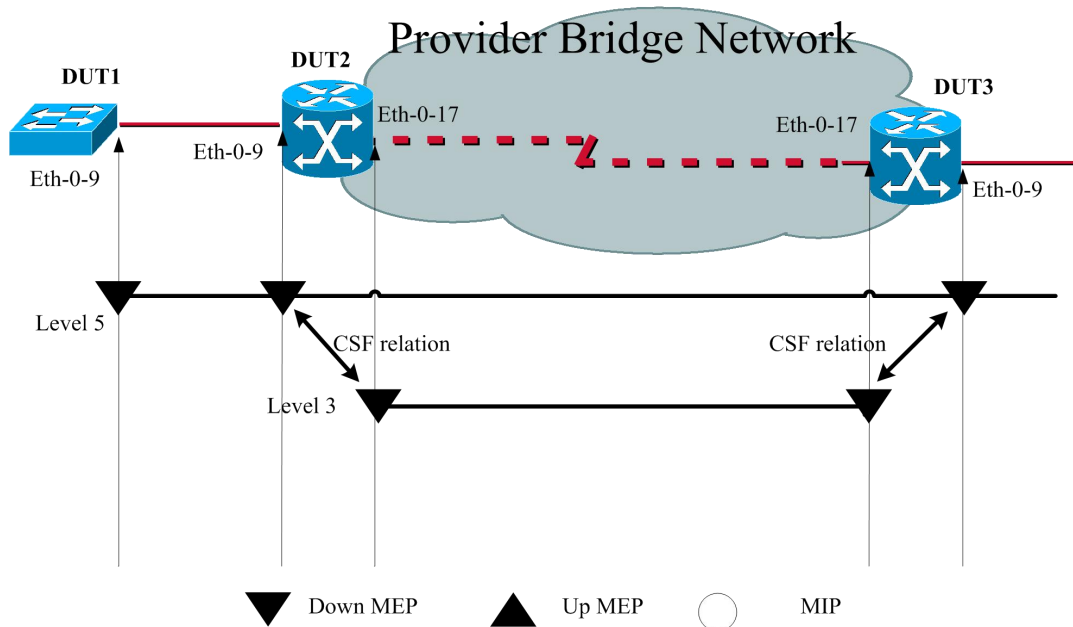 Provider Bridge Network
DUT1
DUT2
DUT3
Eth-0-17
Eth-0-17
Eth-0-9
Eth-0-9
Eth-0-9
Level 5
CSF relation
CSF relation
Level 3
Down MEP
Up MEP
MIP